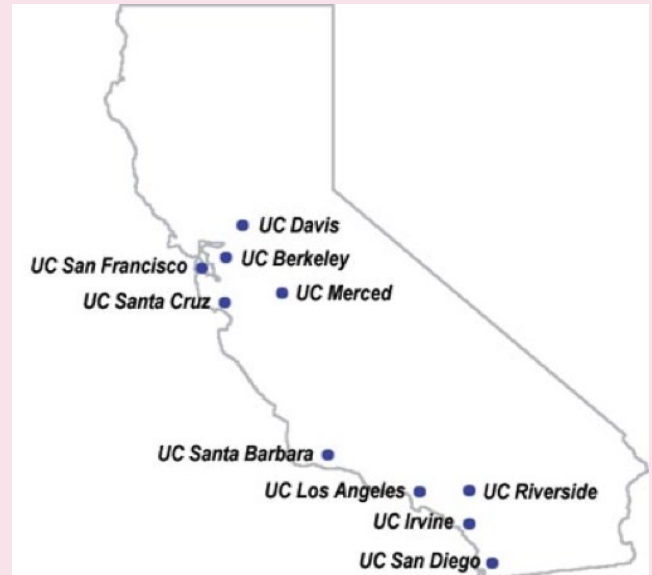 UC Davis
UC Berkeley
UC San Francisco
UC Merced
UC Santa Cruz
UC Santa Barbara
UC Los Angeles
UC Riverside
UC Irvine
UC San Diego